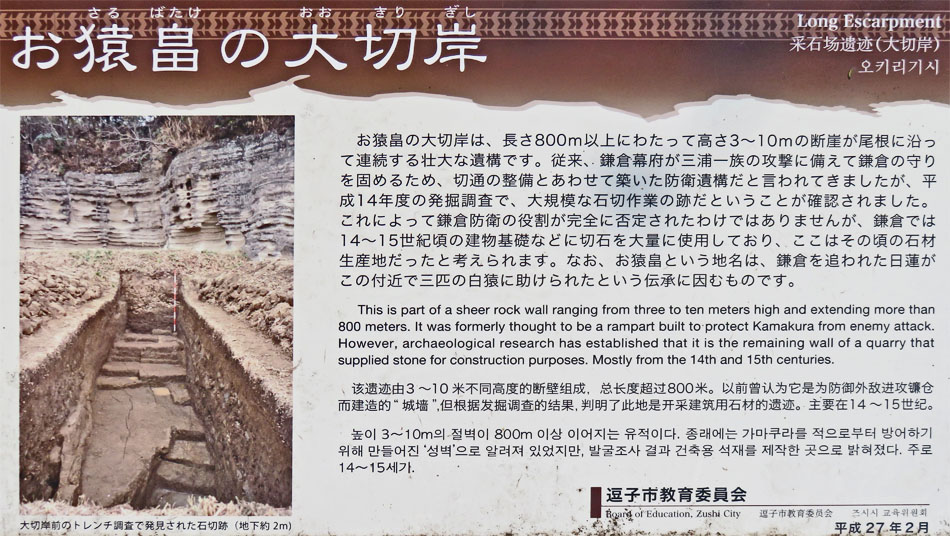 さる ばたけ おお きり ぎし
お猿畠の大切岸
Long Escarpment
采石场遗迹(大切岸)
오키리기시
お猿畠の大切岸は、長さ800m以上にわたって高さ3〜10mの断崖が尾根に沿っ
て連続する壮大な遺構です。従来、鎌倉幕府が三浦一族の攻撃に備えて鎌倉の守り
を固めるため、切通の整備とあわせて築いた防衛遺構だと言われてきましたが、平
成14年度の発掘調査で、大規模な石切作業の跡だということが確認されました。
これによって鎌倉防衛の役割が完全に否定されたわけではありませんが、鎌倉では
14〜15世紀頃の建物基礎などに切石を大量に使用しており、ここはその頃の石材
生産地だったと考えられます。なお、お猿畠という地名は、鎌倉を追われた日蓮が
この付近で三匹の白猿に助けられたという伝承に因むものです。
This is part of a sheer rock wall ranging from three to ten meters high and extending more than
800 meters. It was formerly thought to be a rampart built to protect Kamakura from enemy attack.
However, archaeological research has established that it is the remaining wall of a quarry that
supplied stone for construction purposes. Mostly from the 14th and 15th centuries.
该遗迹由3〜10米不同高度的断壁组成，总长度超过800米。以前曾认为它是为防御外敌进攻镰仓
而建造的“城墙”,但根据发掘调查的结果,判明了此地是开采建筑用石材的遗迹。主要在14〜15世纪。
높이 3〜10m의 절벽이 800m 이상 이어지는 유적이다. 종래에는 가마쿠라를 적으로부터 방어하기
위해 만들어진 '성벽'으로 알려져 있었지만, 발굴조사 결과 건축용 석재를 제작한 곳으로 밝혀졌다. 주로
14〜15세기.
大切岸前のトレンチ調査で発見された石切跡（地下約2m）
逗子市教育委員会
Board of Education, Zushi City 逗子市教育委员会 즈시시 교육위원회
平成27年2月